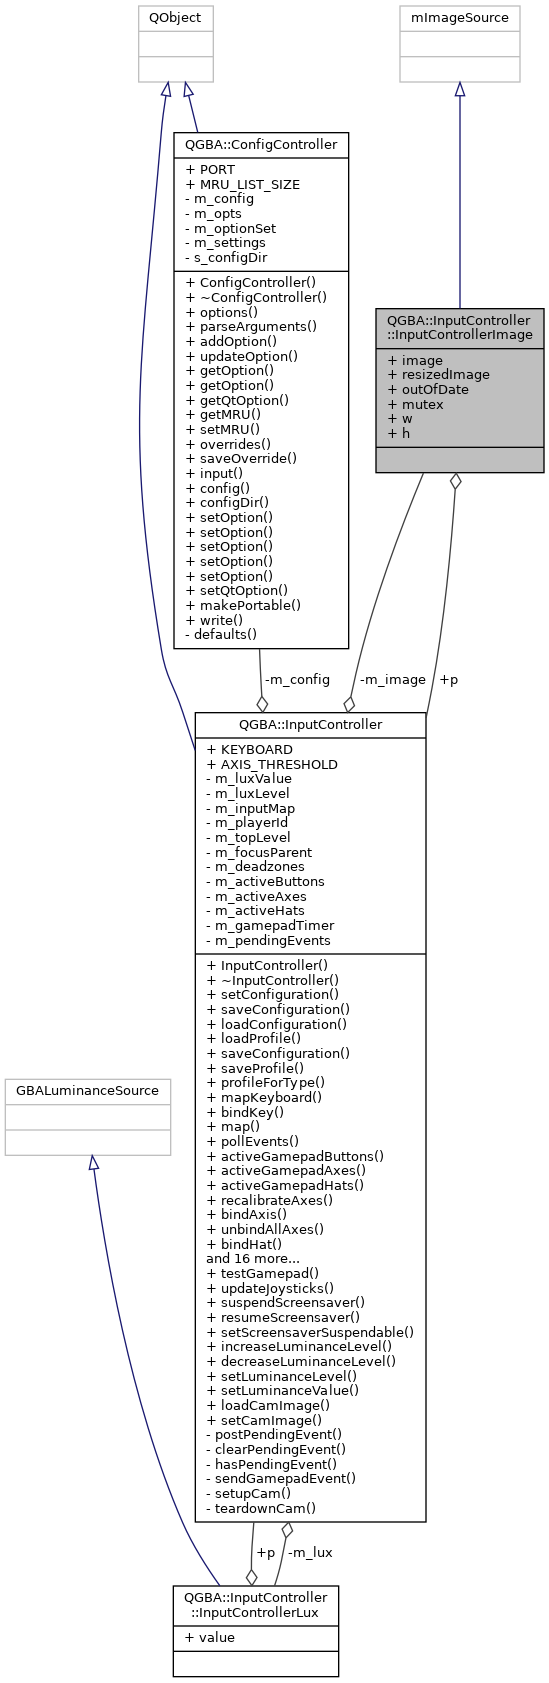 QObject
mImageSource
QGBA::ConfigController
+ PORT
+ MRU_LIST_SIZE
- m_config
- m_opts
- m_optionSet
- m_settings
- s_configDir
+ ConfigController()
+ ~ConfigController()
+ options()
+ parseArguments()
+ addOption()
+ updateOption()
+ getOption()
+ getOption()
+ getQtOption()
+ getMRU()
+ setMRU()
+ overrides()
+ saveOverride()
+ input()
+ config()
+ configDir()
+ setOption()
+ setOption()
+ setOption()
+ setOption()
+ setOption()
+ setQtOption()
+ makePortable()
+ write()
- defaults()
QGBA::InputController
::InputControllerImage
+ image
+ resizedImage
+ outOfDate
+ mutex
+ w
+ h
-m_config
-m_image
+p
QGBA::InputController
+ KEYBOARD
+ AXIS_THRESHOLD
- m_luxValue
- m_luxLevel
- m_inputMap
- m_playerId
- m_topLevel
- m_focusParent
- m_deadzones
- m_activeButtons
- m_activeAxes
- m_activeHats
- m_gamepadTimer
- m_pendingEvents
+ InputController()
+ ~InputController()
+ setConfiguration()
+ saveConfiguration()
+ loadConfiguration()
+ loadProfile()
+ saveConfiguration()
+ saveProfile()
+ profileForType()
+ mapKeyboard()
+ bindKey()
+ map()
+ pollEvents()
+ activeGamepadButtons()
+ activeGamepadAxes()
+ activeGamepadHats()
+ recalibrateAxes()
+ bindAxis()
+ unbindAllAxes()
+ bindHat()
and 16 more...
+ testGamepad()
+ updateJoysticks()
+ suspendScreensaver()
+ resumeScreensaver()
+ setScreensaverSuspendable()
+ increaseLuminanceLevel()
+ decreaseLuminanceLevel()
+ setLuminanceLevel()
+ setLuminanceValue()
+ loadCamImage()
+ setCamImage()
- postPendingEvent()
- clearPendingEvent()
- hasPendingEvent()
- sendGamepadEvent()
- setupCam()
- teardownCam()
GBALuminanceSource
+p
-m_lux
QGBA::InputController
::InputControllerLux
+ value